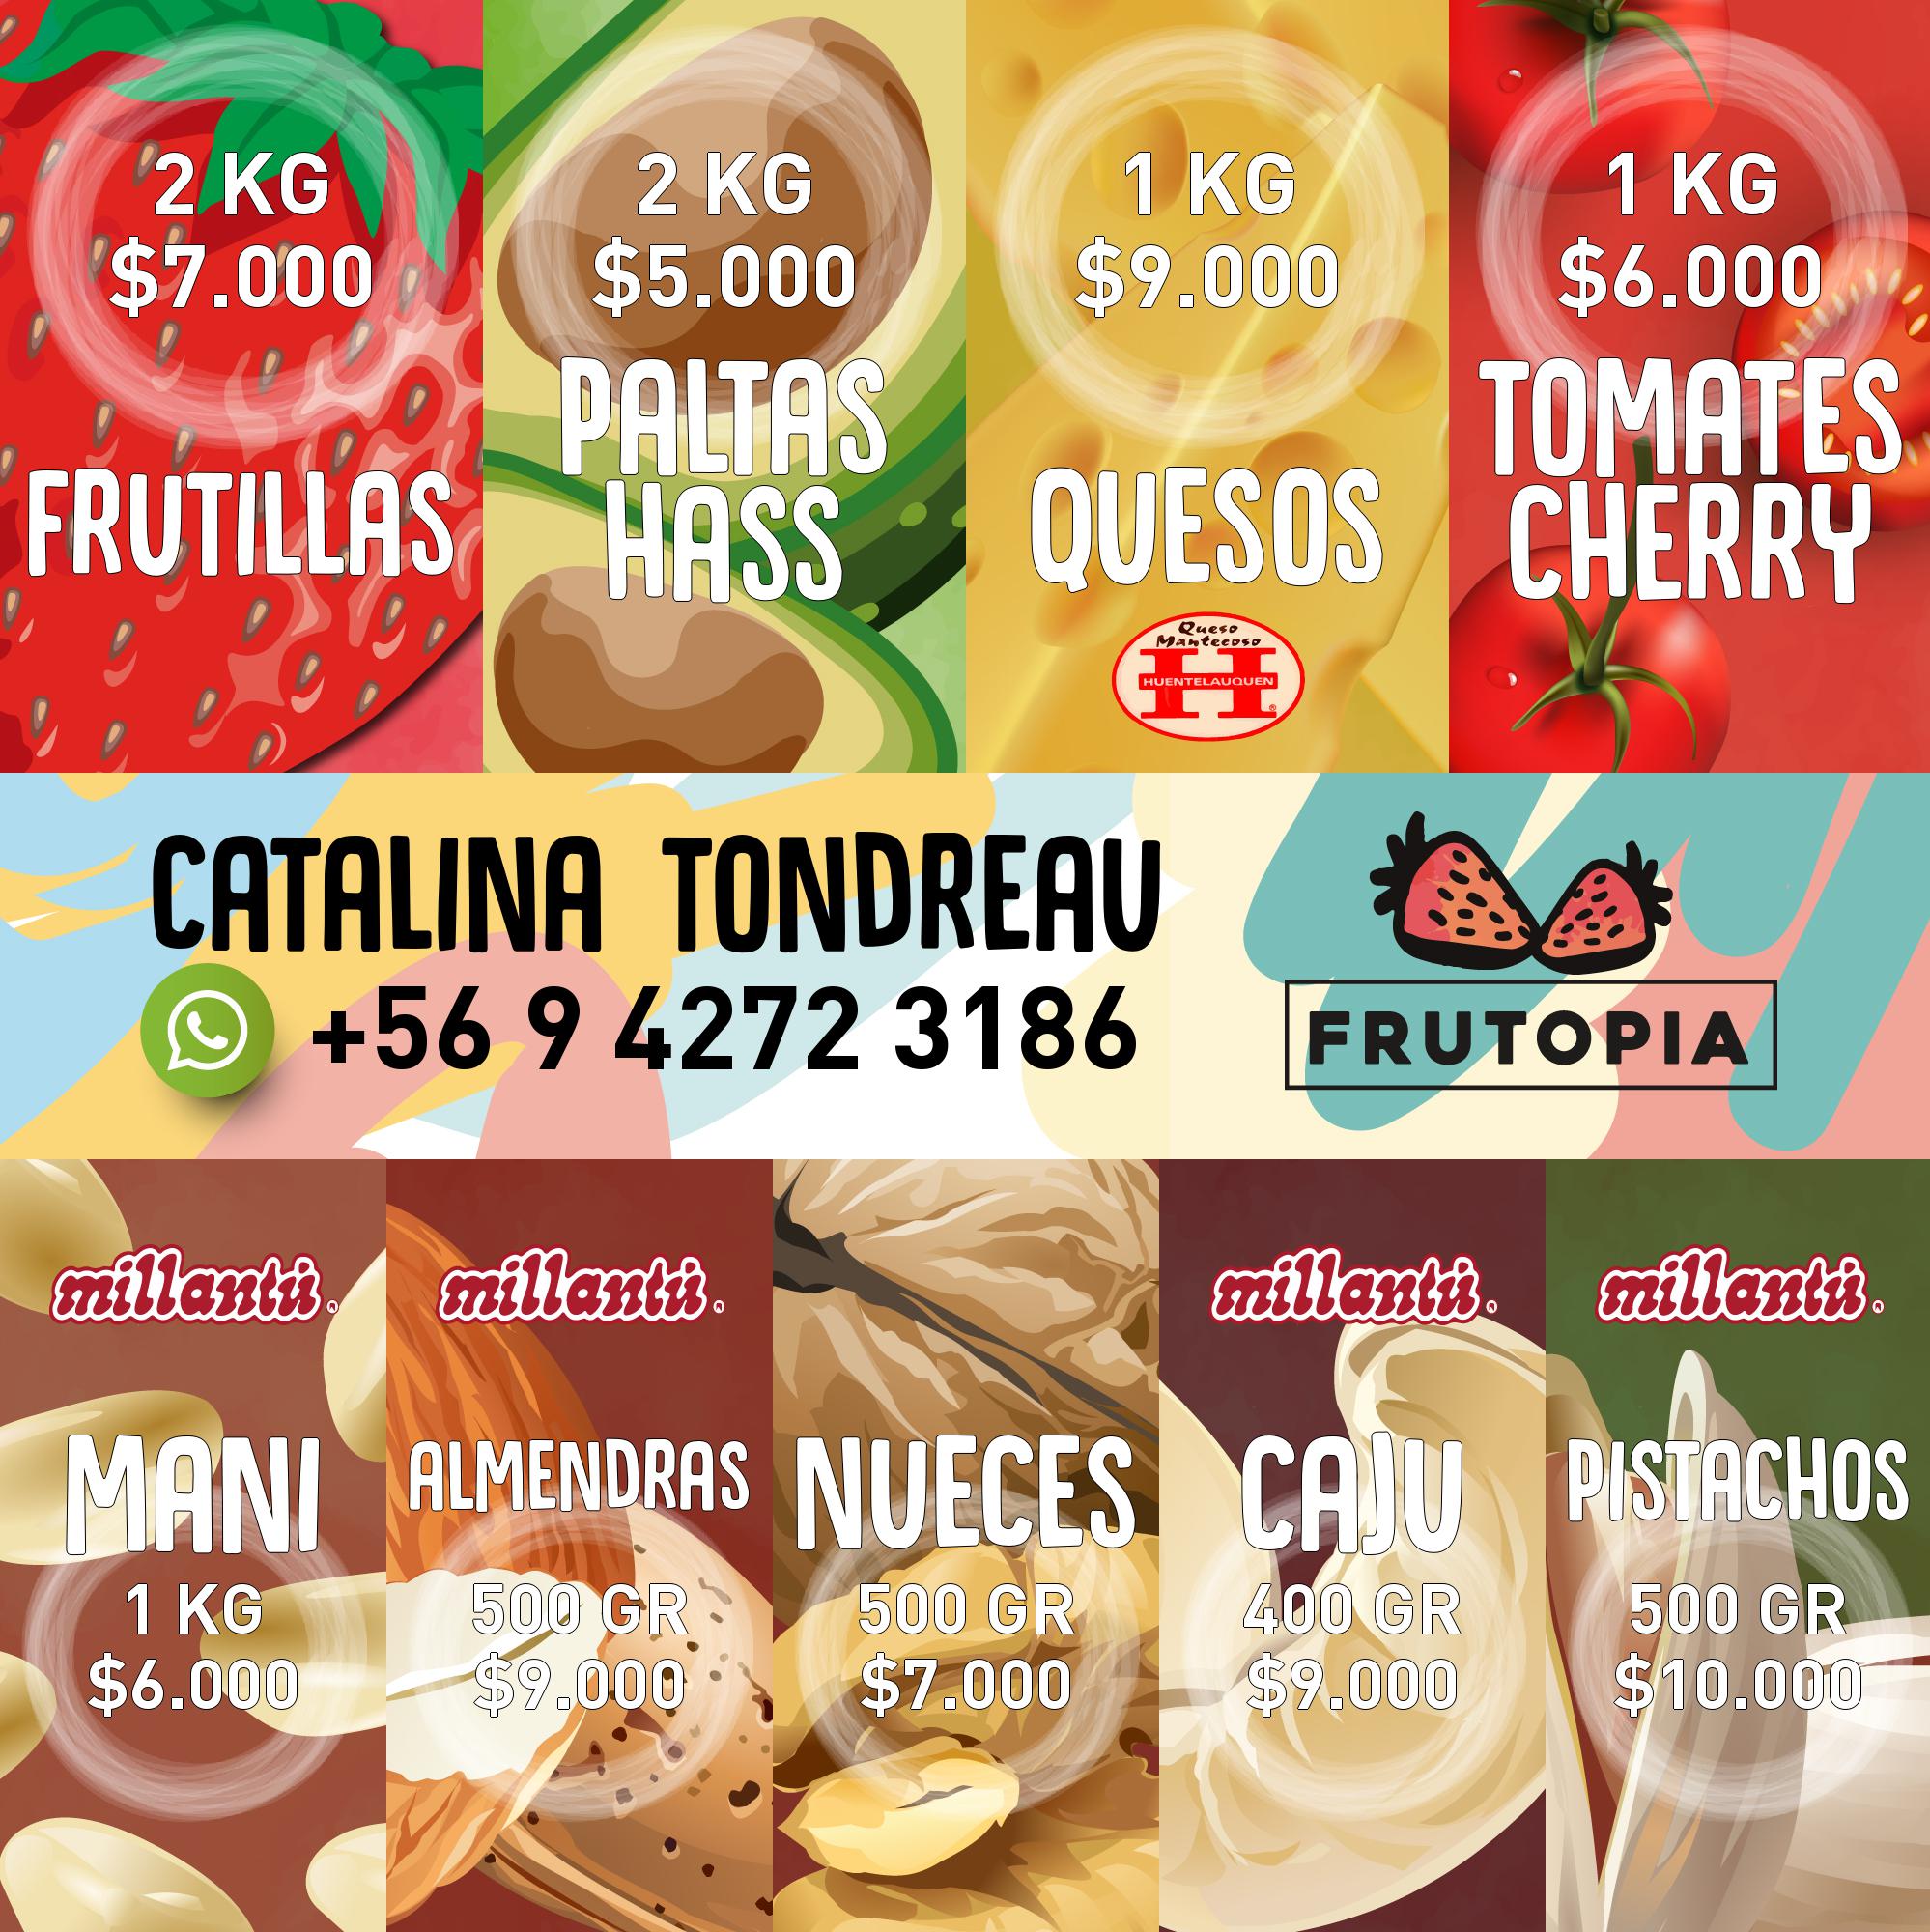 2 KG
$7.000
FRUTILLAS
2 KG
$5.000
PALTAS
HASS
1 KG
$9.000
QUESOS
Queso
Mantecoso
H
HUENTELAUQUEN
®
1 KG
$6.000
TOMATES
CHERRY
CATALINA TONDREAU
+56 9 4272 3186
FRUTOPIA
millantú®
MANI
1 KG
$6.000
millantú®
ALMENDRAS
500 GR
$9.000
NUECES
500 GR
$7.000
millantú®
CAJU
400 GR
$9.000
millantú®
PISTACHOS
500 GR
$10.000